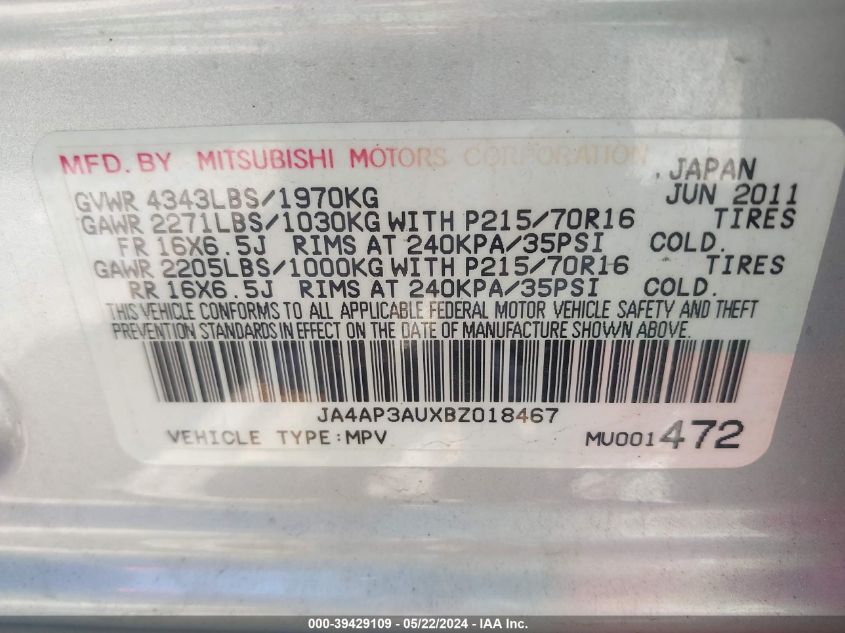 MFD. BY MITSUBISHI MOTORS CORPORATION
. JAPAN
GVWR 4343LBS/1970KG JUN 2011
GAWR 2271LBS/1030KG WITH P215/70R16 TIRES
FR 16X6.5J RIMS AT 240KPA/35PSI COLD.
GAWR 2205LBS/1000KG WITH P215/70R16 TIRES
RR 16X6.5J RIMS AT 240KPA/35PSI COLD.
THIS VEHICLE CONFORMS TO ALL APPLICABLE FEDERAL MOTOR VEHICLE SAFETY AND THEFT
PREVENTION STANDARDS IN EFFECT ON THE DATE OF MANUFACTURE SHOWN ABOVE.
JA4AP3AUXBZ018467
VEHICLE TYPE:MPV MU001472
000-39429109 - 05/22/2024 - IAA Inc.